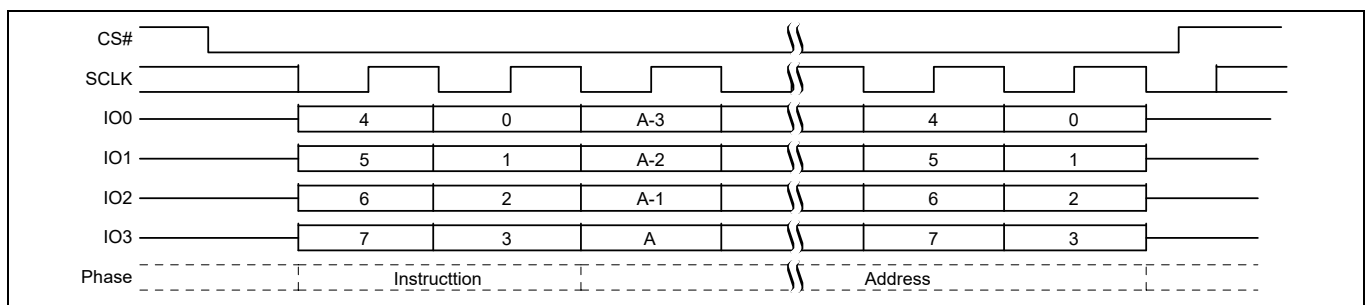 CS#
SCLK
IO0 4 0 A-3 4 0
IO1 5 1 A-2 5 1
IO2 6 2 A-1 6 2
IO3 7 3 A 7 3
Phase Instructtion Address